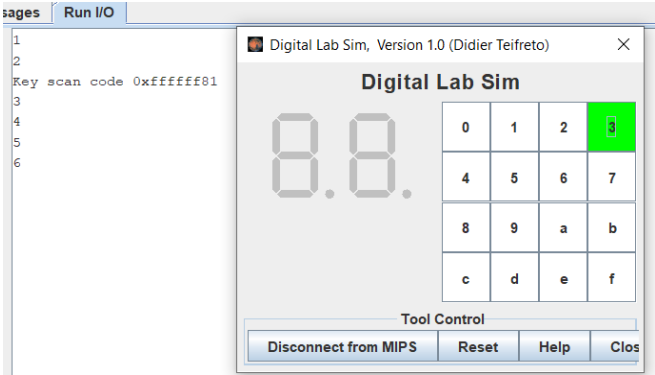 sages Run I/O
1
2
Key scan code 0xffffff81
3
4
5
6
Digital Lab Sim, Version 1.0 (Didier Teifreto)
Digital Lab Sim
0 1 2 3
4 5 6 7
8 9 a b
c d e f
Tool Control
Disconnect from MIPS Reset Help Clos